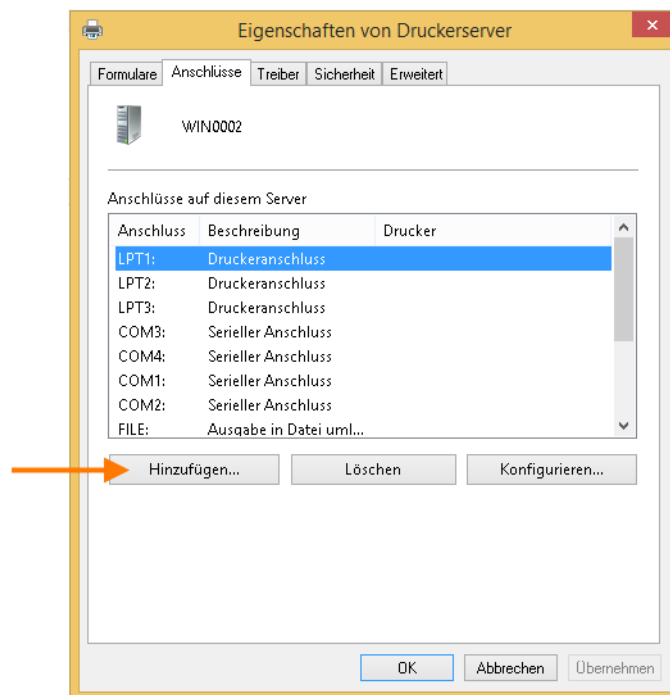 Eigenschaften von Druckerserver
Formulare Anschlüsse Treiber Sicherheit Erweitert
WIN0002
Anschlüsse auf diesem Server
Anschluss Beschreibung Drucker
LPT1: Druckeranschluss
LPT2: Druckeranschluss
LPT3: Druckeranschluss
COM3: Serieller Anschluss
COM4: Serieller Anschluss
COM1: Serieller Anschluss
COM2: Serieller Anschluss
FILE: Ausgabe in Datei uml...
Hinzufügen... Löschen Konfigurieren...
OK Abbrechen Übernehmen